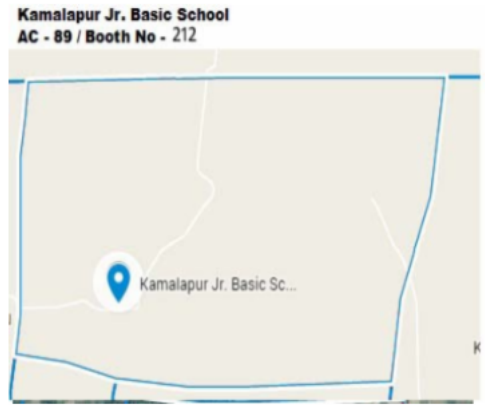 Kamalapur Jr. Basic School
AC - 89 / Booth No - 212
Kamalapur Jr. Basic Sc...
K